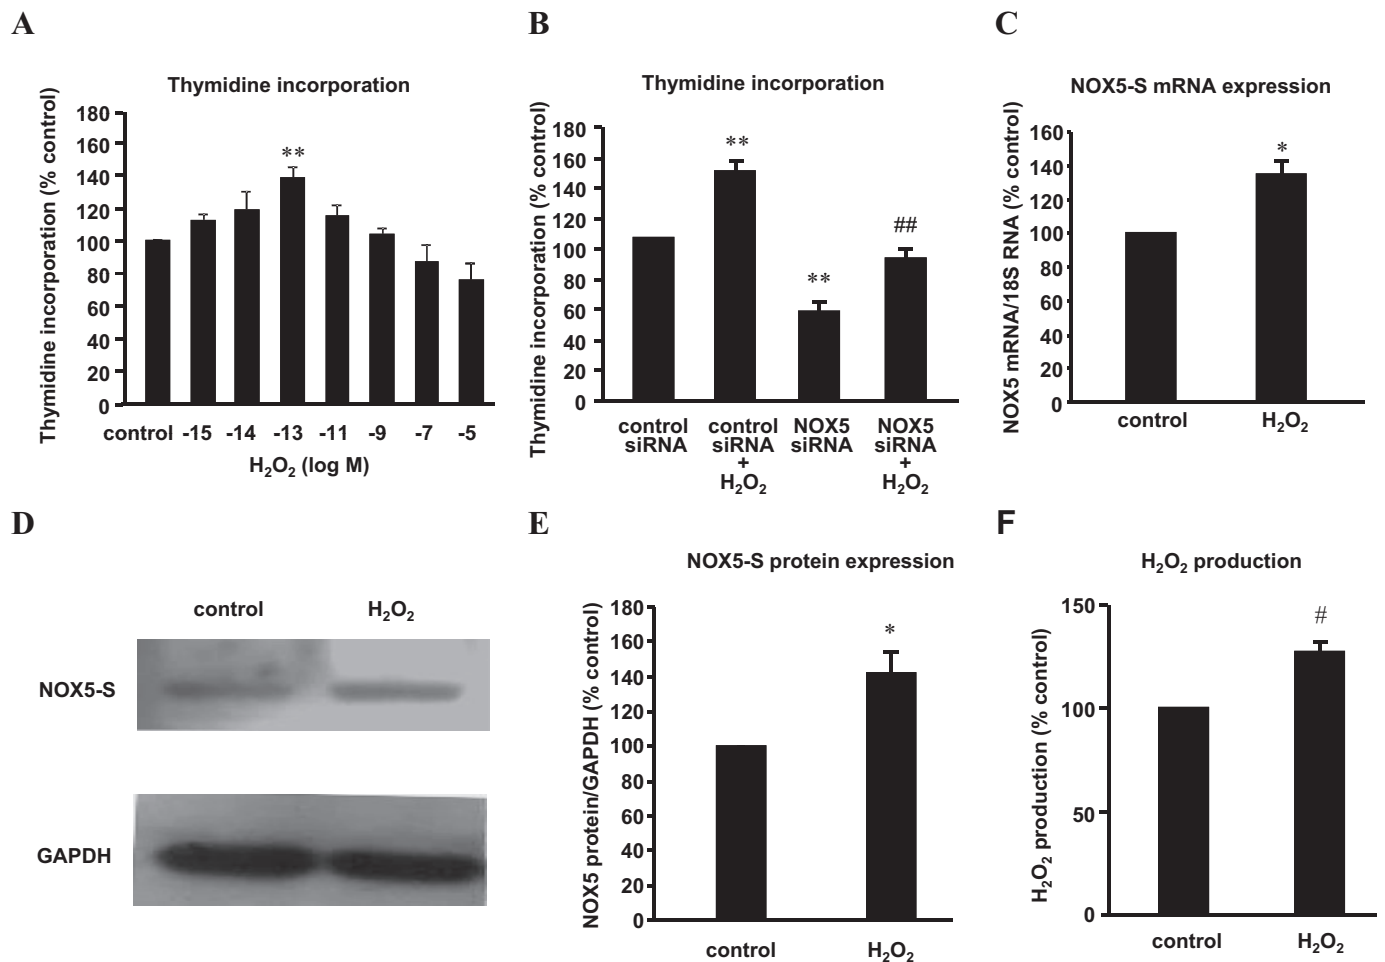 A
Thymidine incorporation
Thymidine incorporation (% control)
180
160
140
120
100
80
60
40
20
0
**
control -15 -14 -13 -11 -9 -7 -5
H₂O₂ (log M)
B
Thymidine incorporation
Thymidine incorporation (% control)
180
160
140
120
100
80
60
40
20
0
**
**
##
control control NOX5 NOX5
siRNA siRNA siRNA siRNA
+ +
H₂O₂ H₂O₂
C
NOX5-S mRNA expression
NOX5 mRNA/18S RNA (% control)
160
140
120
100
80
60
40
20
0
*
control H₂O₂
D
control H₂O₂
NOX5-S
GAPDH
E
NOX5-S protein expression
NOX5 protein/GAPDH (% control)
180
160
140
120
100
80
60
40
20
0
*
control H₂O₂
F
H₂O₂ production
H₂O₂ production (% control)
150
100
50
0
#
control H₂O₂